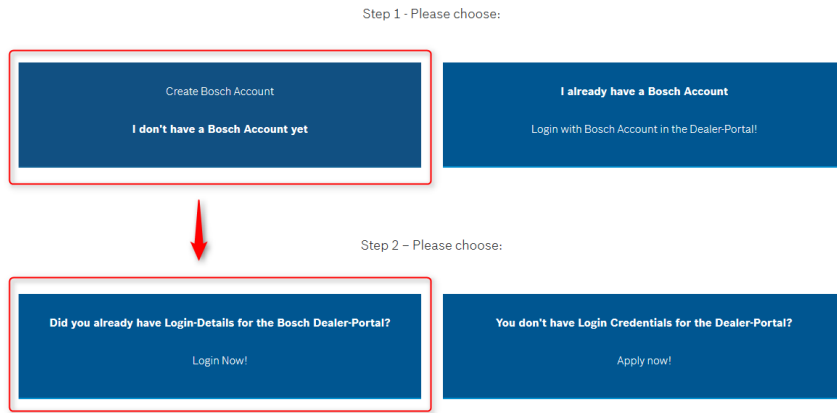 Step 1 - Please choose:
Create Bosch Account
I don't have a Bosch Account yet
I already have a Bosch Account
Login with Bosch Account in the Dealer-Portal!
Step 2 – Please choose:
Did you already have Login-Details for the Bosch Dealer-Portal?
Login Now!
You don't have Login Credentials for the Dealer-Portal?
Apply now!